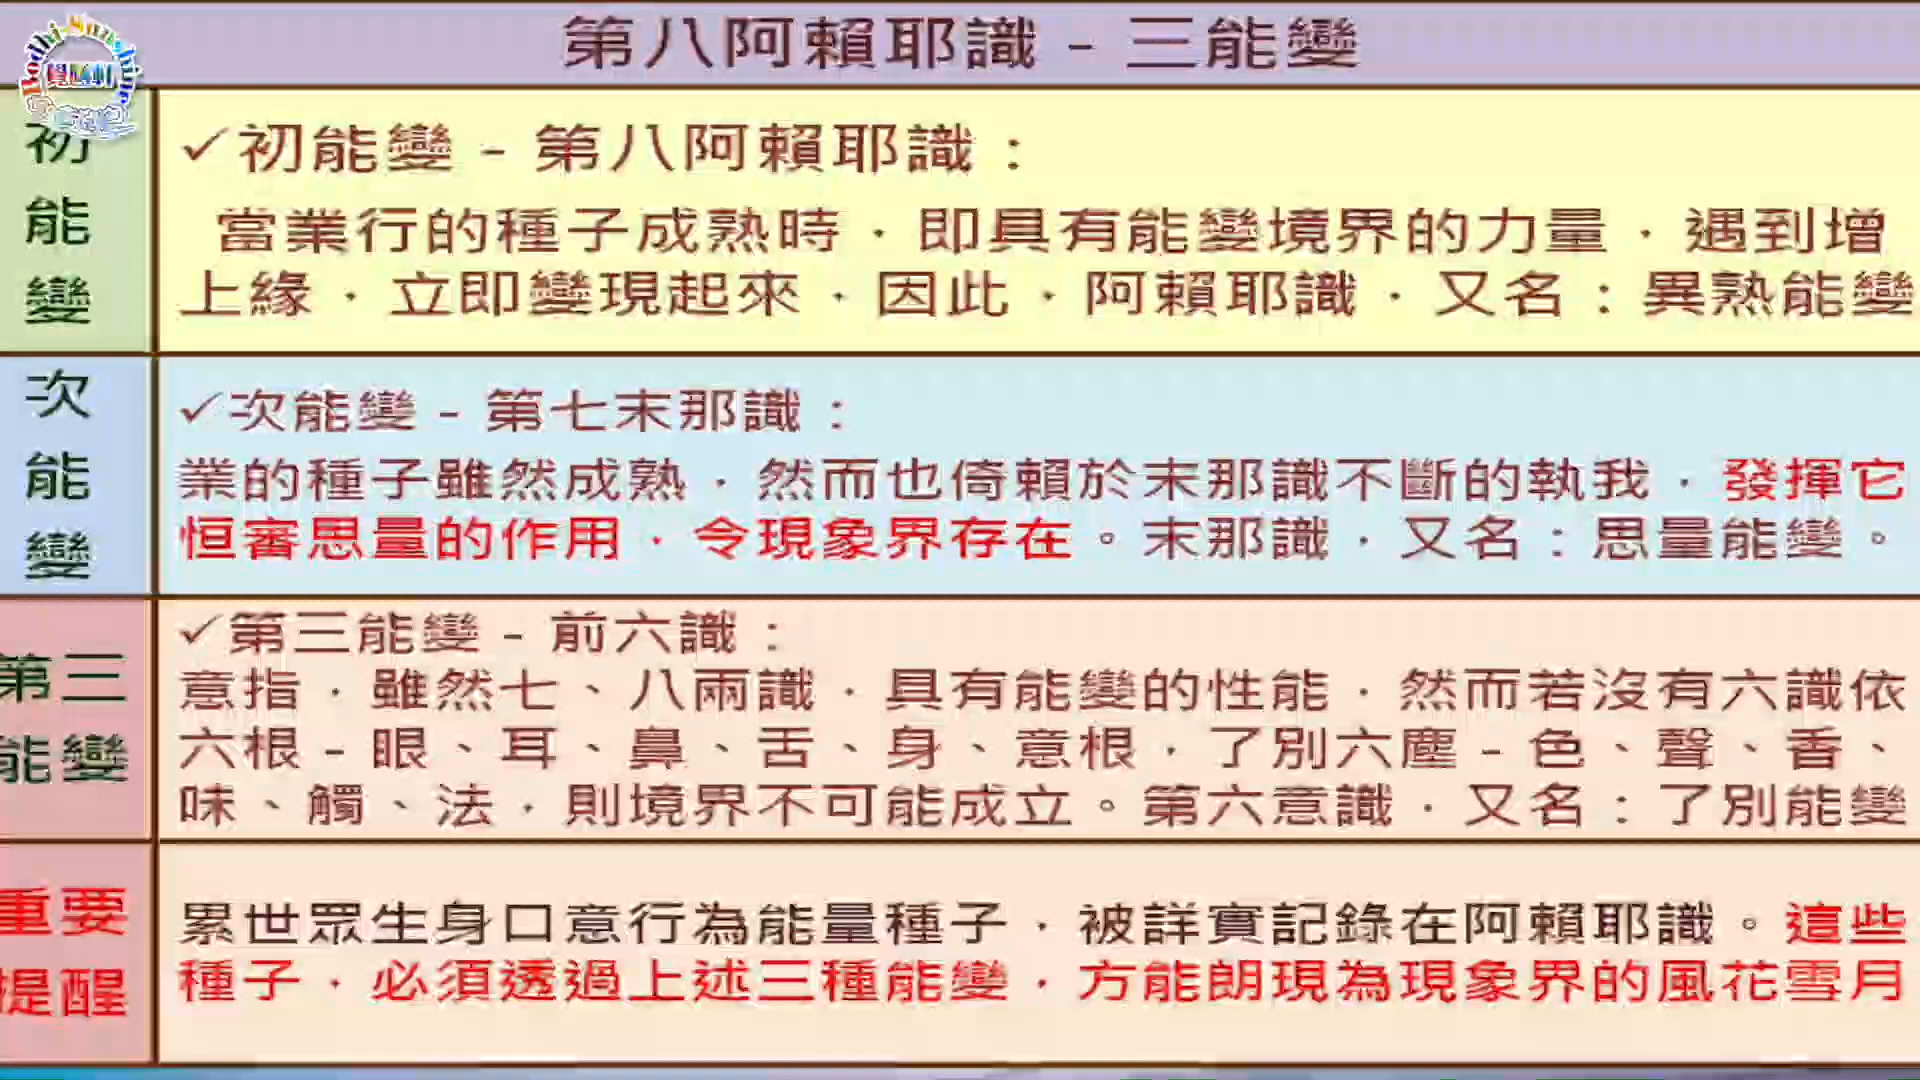 Bodhi-Sunshine
第八阿賴耶識 - 三能變
初能變
✓初能變 - 第八阿賴耶識：
當業行的種子成熟時．即具有能變境界的力量．遇到增
上緣．立即變現起來．因此．阿賴耶識．又名：異熟能變
次能變
✓次能變 - 第七末那識：
業的種子雖然成熟．然而也倚賴於末那識不斷的執我．發揮它
恒審思量的作用．令現象界存在。末那識．又名：思量能變。
第三
能變
✓第三能變 - 前六識：
意指．雖然七、八兩識．具有能變的性能．然而若沒有六識依
六根 - 眼、耳、鼻、舌、身、意根．了別六塵 - 色、聲、香、
味、觸、法．則境界不可能成立。第六意識．又名：了別能變
重要
提醒
累世眾生身口意行為能量種子．被詳實記錄在阿賴耶識。這些
種子．必須透過上述三種能變．方能朗現為現象界的風花雪月